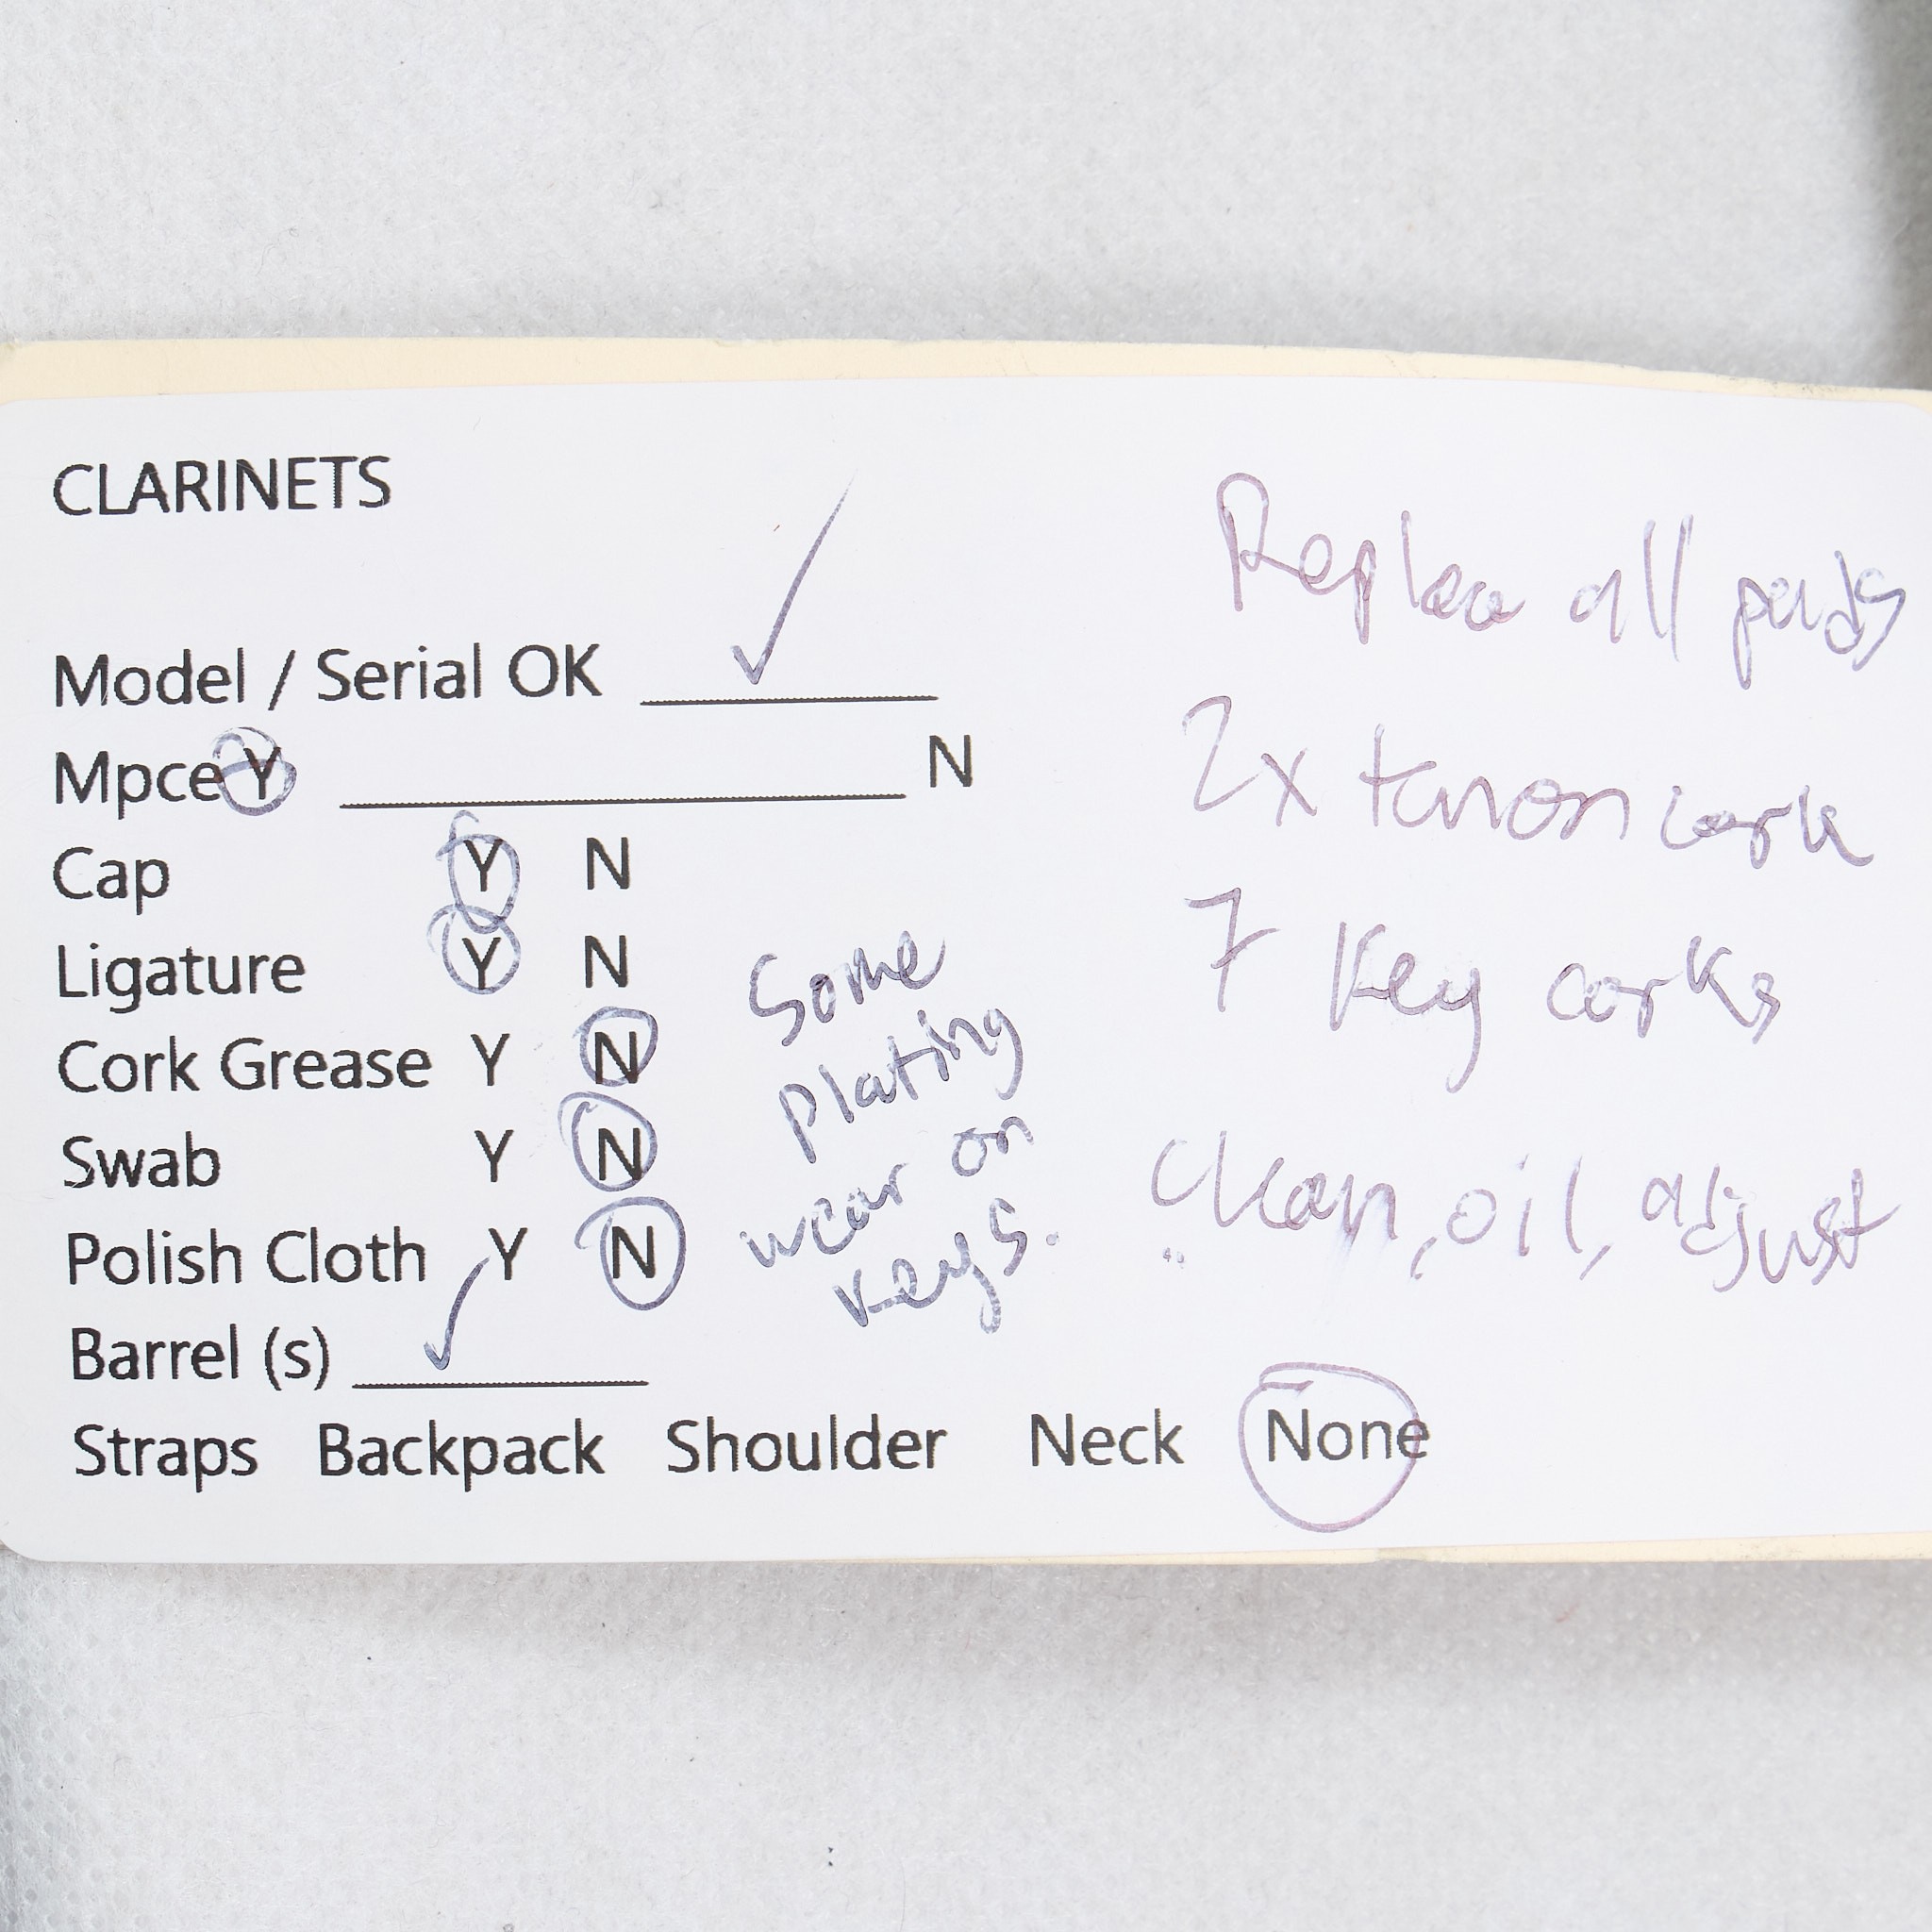 CLARINETS
Model / Serial OK
Mpce Y N
Cap Y N
Ligature Y N
Cork Grease Y N
Swab Y N
Polish Cloth Y N
Barrel (s)
Straps Backpack Shoulder Neck None
Some
plating
wear on
keys.
Replace all pads
2x tenon cork
7 Key corks
Clean, oil, adjust